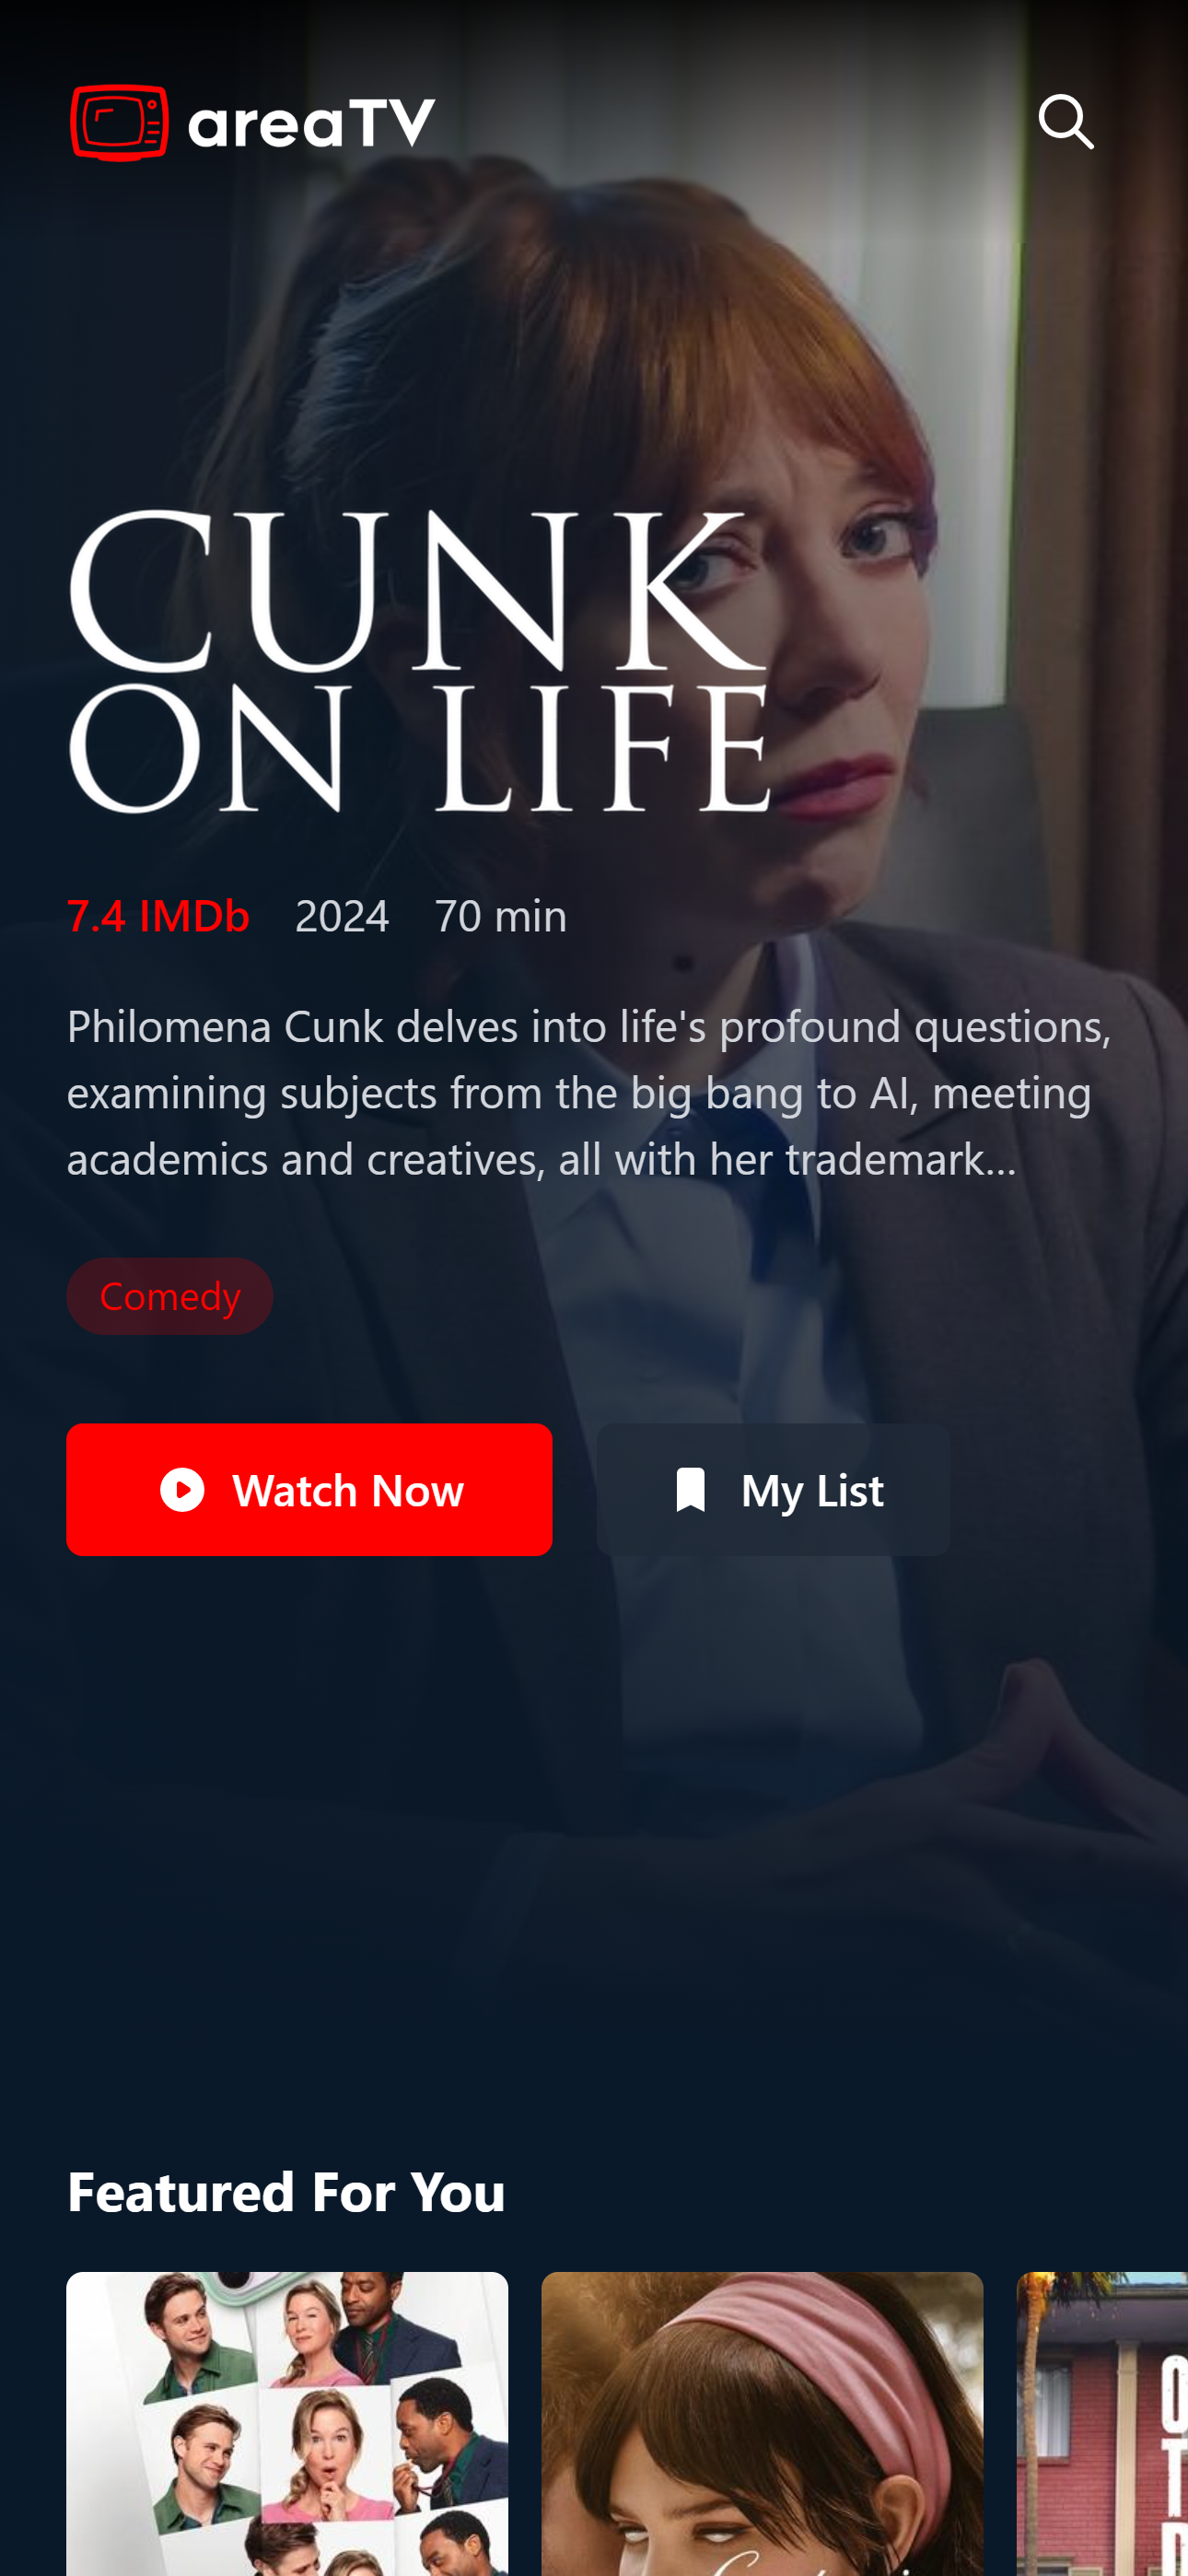 areaTV
CUNK
ON LIFE
7.4 IMDb 2024 70 min
Philomena Cunk delves into life's profound questions,
examining subjects from the big bang to AI, meeting
academics and creatives, all with her trademark...
Comedy
Watch Now
My List
Featured For You